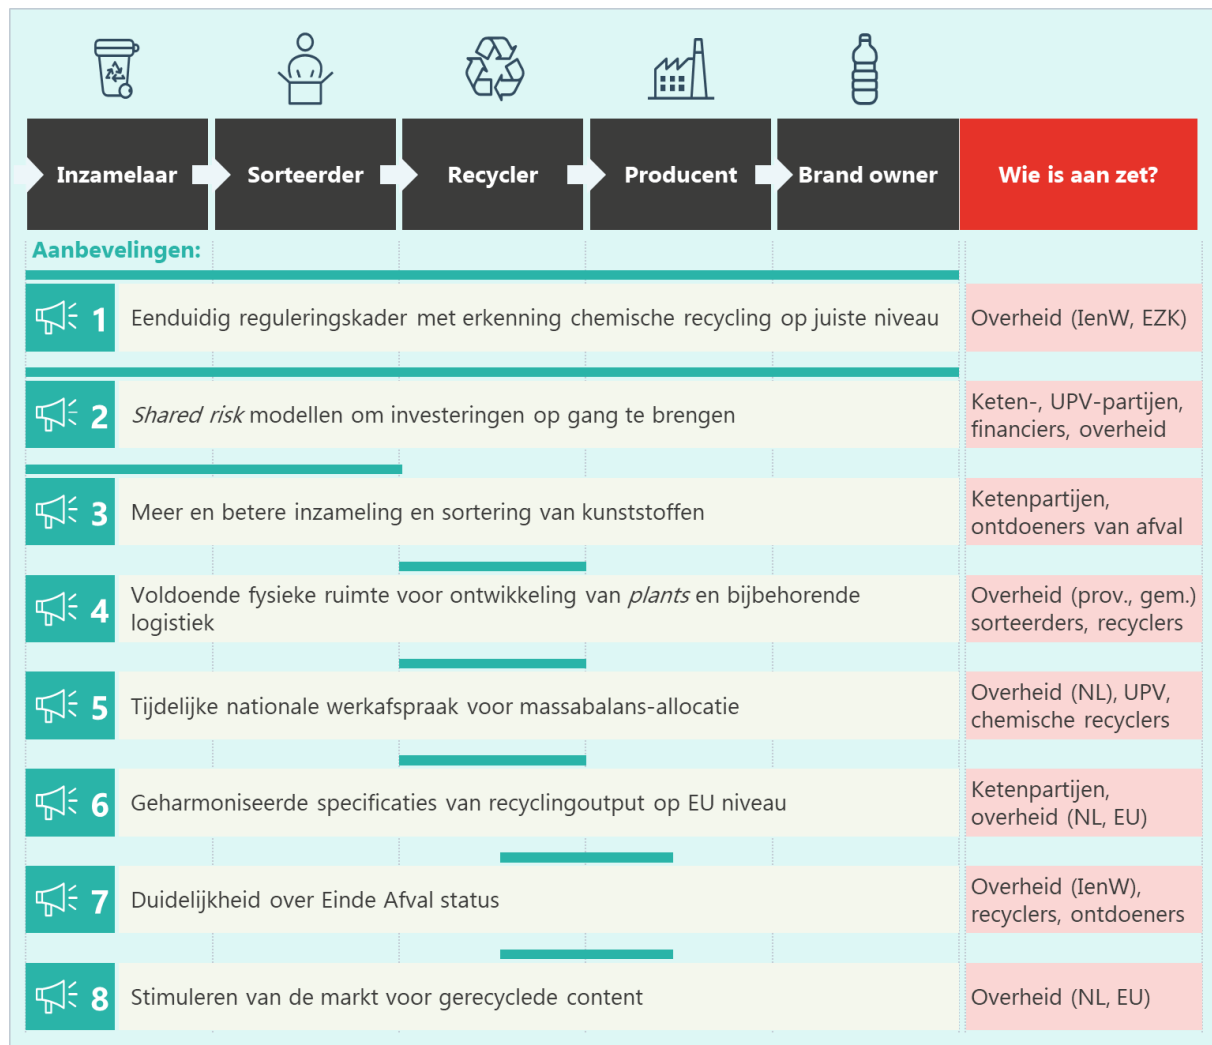 Inzamelaar
Sorteerder
Recycler
Producent
Brand owner
Wie is aan zet?
Aanbevelingen:
1
Eenduidig reguleringskader met erkenning chemische recycling op juiste niveau
Overheid (IenW, EZK)
2
Shared risk modellen om investeringen op gang te brengen
Keten-, UPV-partijen,
financiers, overheid
3
Meer en betere inzameling en sortering van kunststoffen
Ketenpartijen,
ontdoeners van afval
4
Voldoende fysieke ruimte voor ontwikkeling van plants en bijbehorende
logistiek
Overheid (prov., gem.)
sorteerders, recyclers
5
Tijdelijke nationale werkafspraak voor massabalans-allocatie
Overheid (NL), UPV,
chemische recyclers
6
Geharmoniseerde specificaties van recyclingoutput op EU niveau
Ketenpartijen,
overheid (NL, EU)
7
Duidelijkheid over Einde Afval status
Overheid (IenW),
recyclers, ontdoeners
8
Stimuleren van de markt voor gerecyclede content
Overheid (NL, EU)